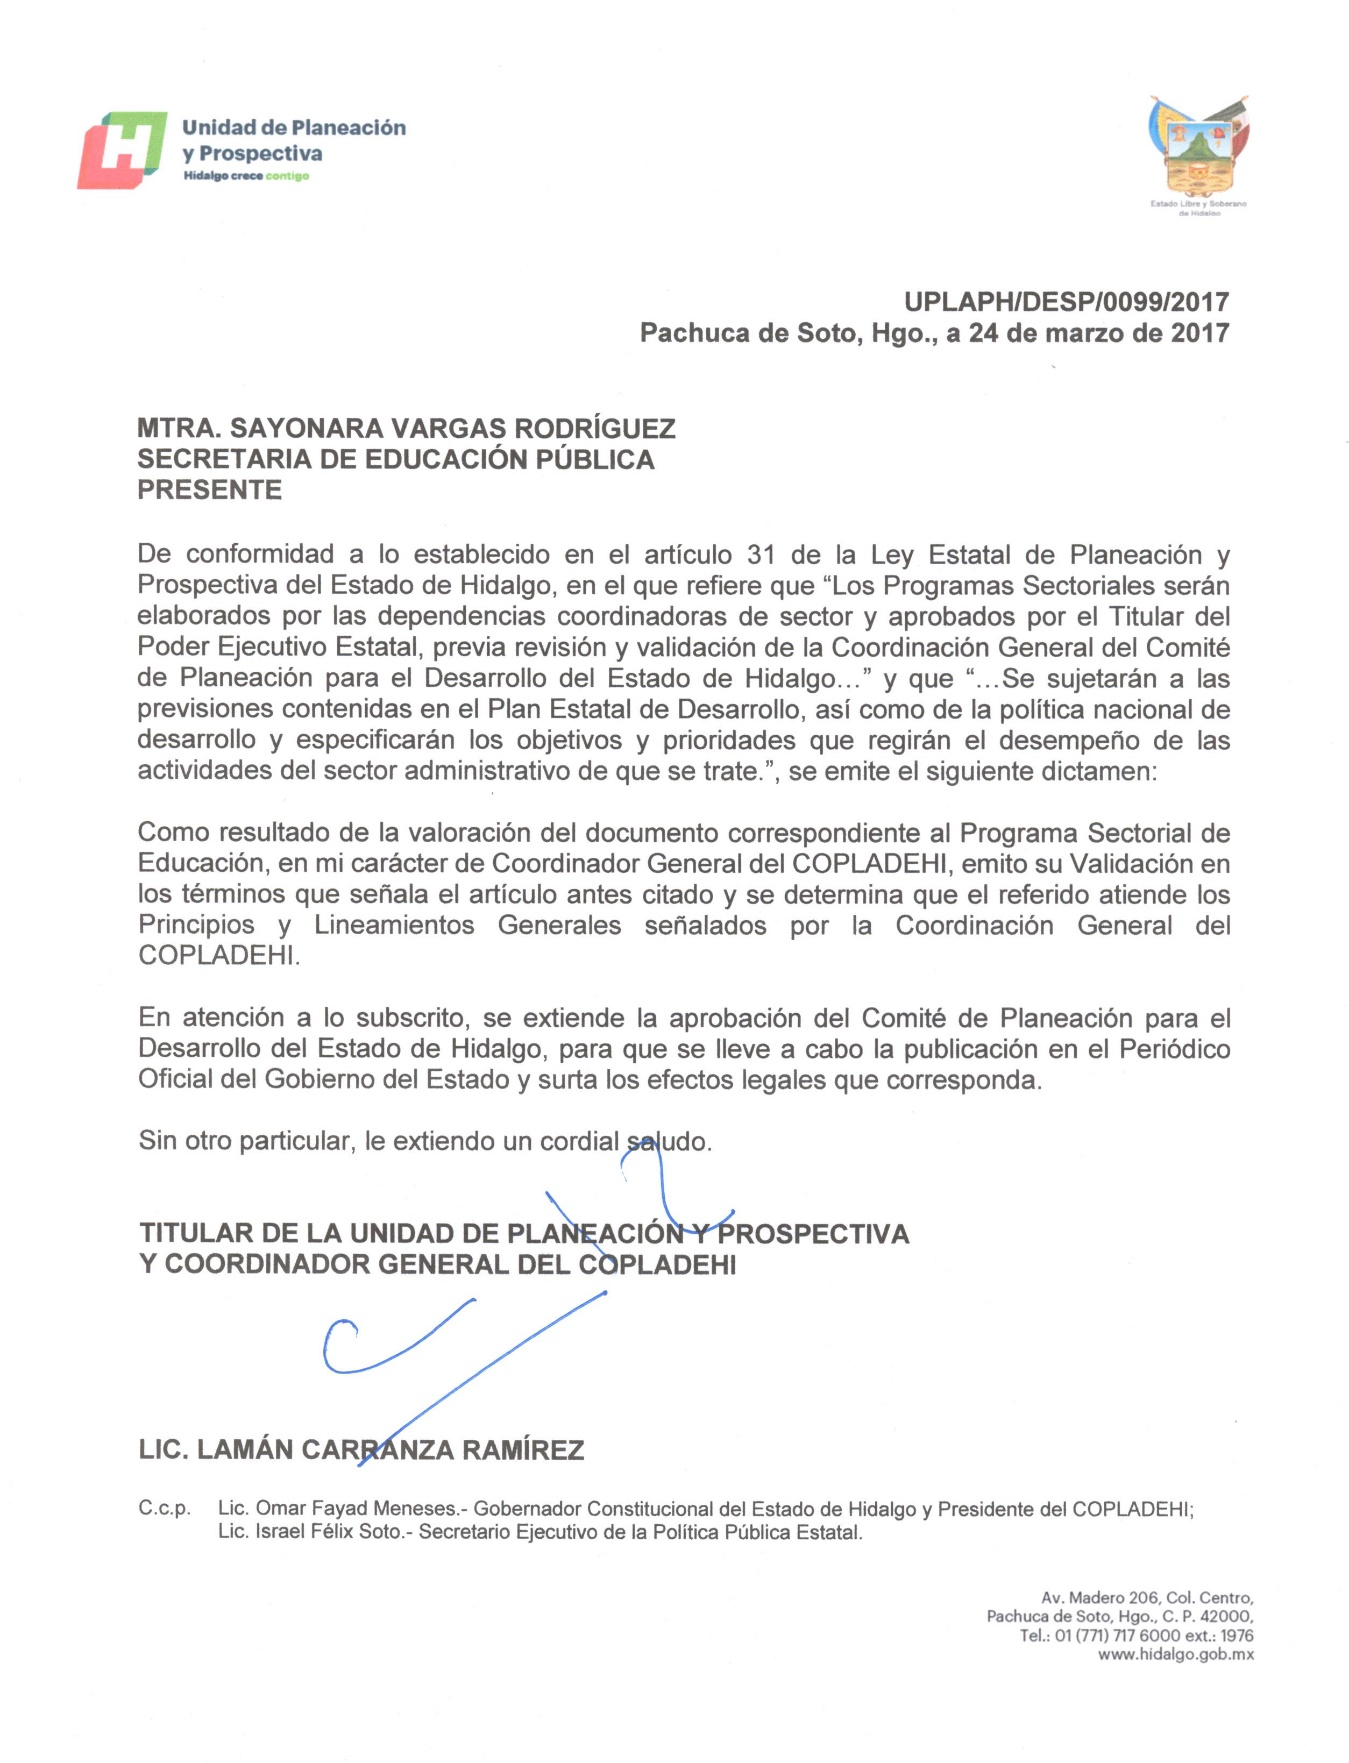 Unidad de Planeación
y Prospectiva
Hidalgo crece contigo
Estado Libre y Soberano
de Hidalgo
UPLAPH/DESP/0099/2017
Pachuca de Soto, Hgo., a 24 de marzo de 2017
MTRA. SAYONARA VARGAS RODRÍGUEZ
SECRETARIA DE EDUCACIÓN PÚBLICA
PRESENTE
De conformidad a lo establecido en el artículo 31 de la Ley Estatal de Planeación y
Prospectiva del Estado de Hidalgo, en el que refiere que “Los Programas Sectoriales serán
elaborados por las dependencias coordinadoras de sector y aprobados por el Titular del
Poder Ejecutivo Estatal, previa revisión y validación de la Coordinación General del Comité
de Planeación para el Desarrollo del Estado de Hidalgo...” y que “...Se sujetarán a las
previsiones contenidas en el Plan Estatal de Desarrollo, así como de la política nacional de
desarrollo y especificarán los objetivos y prioridades que regirán el desempeño de las
actividades del sector administrativo de que se trate.”, se emite el siguiente dictamen:
Como resultado de la valoración del documento correspondiente al Programa Sectorial de
Educación, en mi carácter de Coordinador General del COPLADEHI, emito su Validación en
los términos que señala el artículo antes citado y se determina que el referido atiende los
Principios y Lineamientos Generales señalados por la Coordinación General del
COPLADEHI.
En atención a lo subscrito, se extiende la aprobación del Comité de Planeación para el
Desarrollo del Estado de Hidalgo, para que se lleve a cabo la publicación en el Periódico
Oficial del Gobierno del Estado y surta los efectos legales que corresponda.
Sin otro particular, le extiendo un cordial saludo.
TITULAR DE LA UNIDAD DE PLANEACIÓN Y PROSPECTIVA
Y COORDINADOR GENERAL DEL COPLADEHI
LIC. LAMÁN CARRANZA RAMÍREZ
C.c.p. Lic. Omar Fayad Meneses.- Gobernador Constitucional del Estado de Hidalgo y Presidente del COPLADEHI;
Lic. Israel Félix Soto.- Secretario Ejecutivo de la Política Pública Estatal.
Av. Madero 206, Col. Centro,
Pachuca de Soto, Hgo., C. P. 42000,
Tel.: 01 (771) 717 6000 ext.: 1976
www.hidalgo.gob.mx